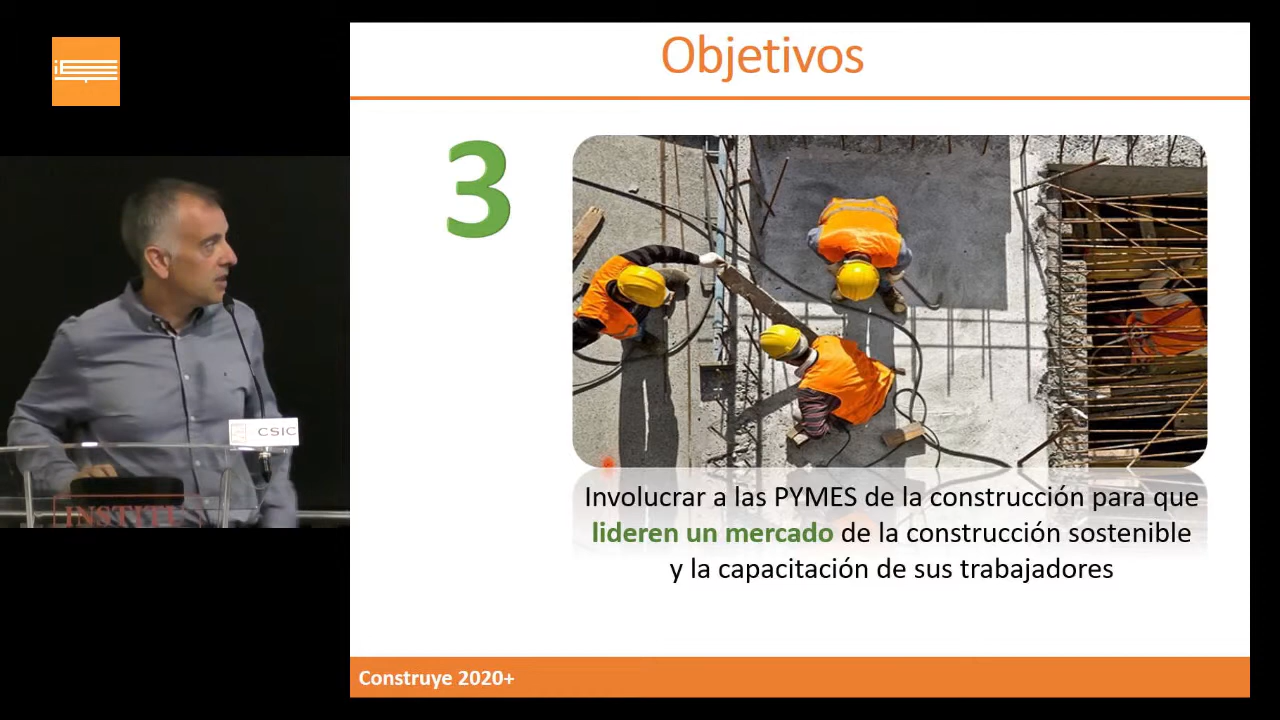 Objetivos
3
Involucrar a las PYMES de la construcción para que
lideren un mercado de la construcción sostenible
y la capacitación de sus trabajadores
Construye 2020+
CSIC
INSTITU